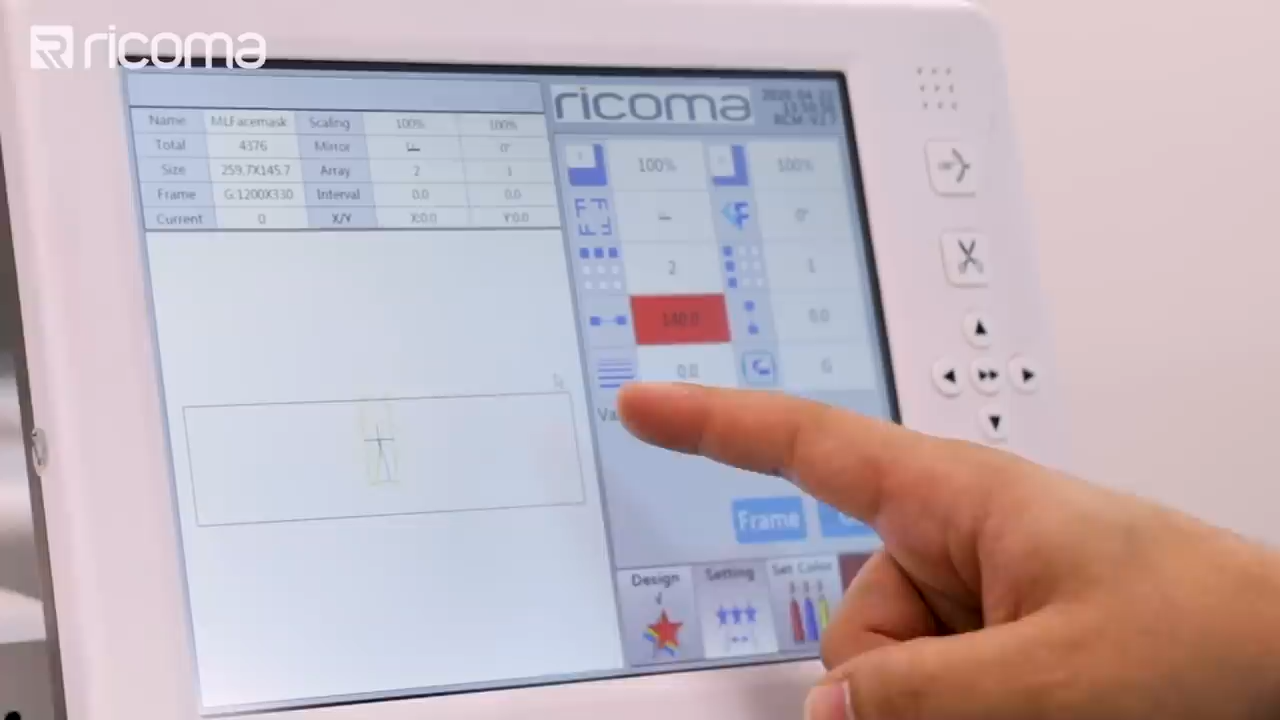 ricoma
ricoma
Name MLFacemask Scaling 100% 100%
Total 4376 Mirror 0°
Size 259.7X145.7 Array 2 1
Frame G:1200X330 Interval 0.0 0.0
Current 0 X/Y X:0.0 Y:0.0
100% 100%
0°
2 1
140.0 0.0
0.0 G
Frame
Design Setting Set Color